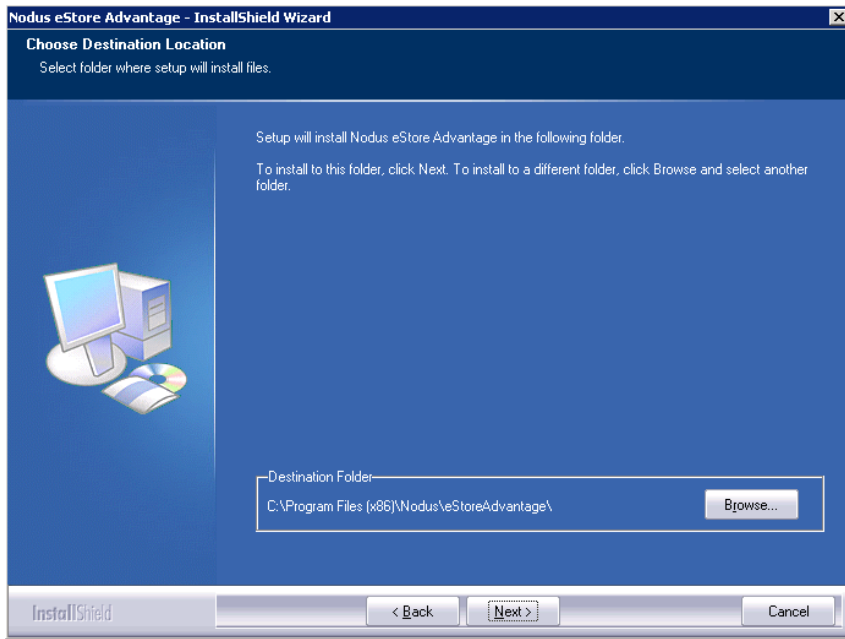 Nodus eStore Advantage - InstallShield Wizard
Choose Destination Location
Select folder where setup will install files.
Setup will install Nodus eStore Advantage in the following folder.
To install to this folder, click Next. To install to a different folder, click Browse and select another
folder.
Destination Folder
C:\Program Files (x86)\Nodus\eStoreAdvantage\
Browse...
InstallShield
< Back
Next >
Cancel